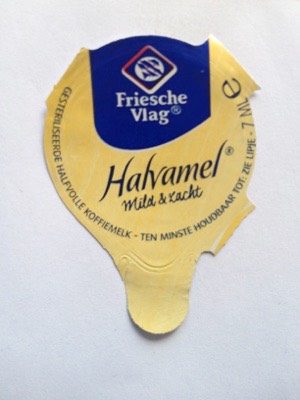 Friesche
Vlag®
Halvamel®
Mild & zacht
GESTERILISEERDE HALFVOLLE KOFFIEMELK - TEN MINSTE HOUDBAAR TOT: ZIE LIPJE - 7 ML e